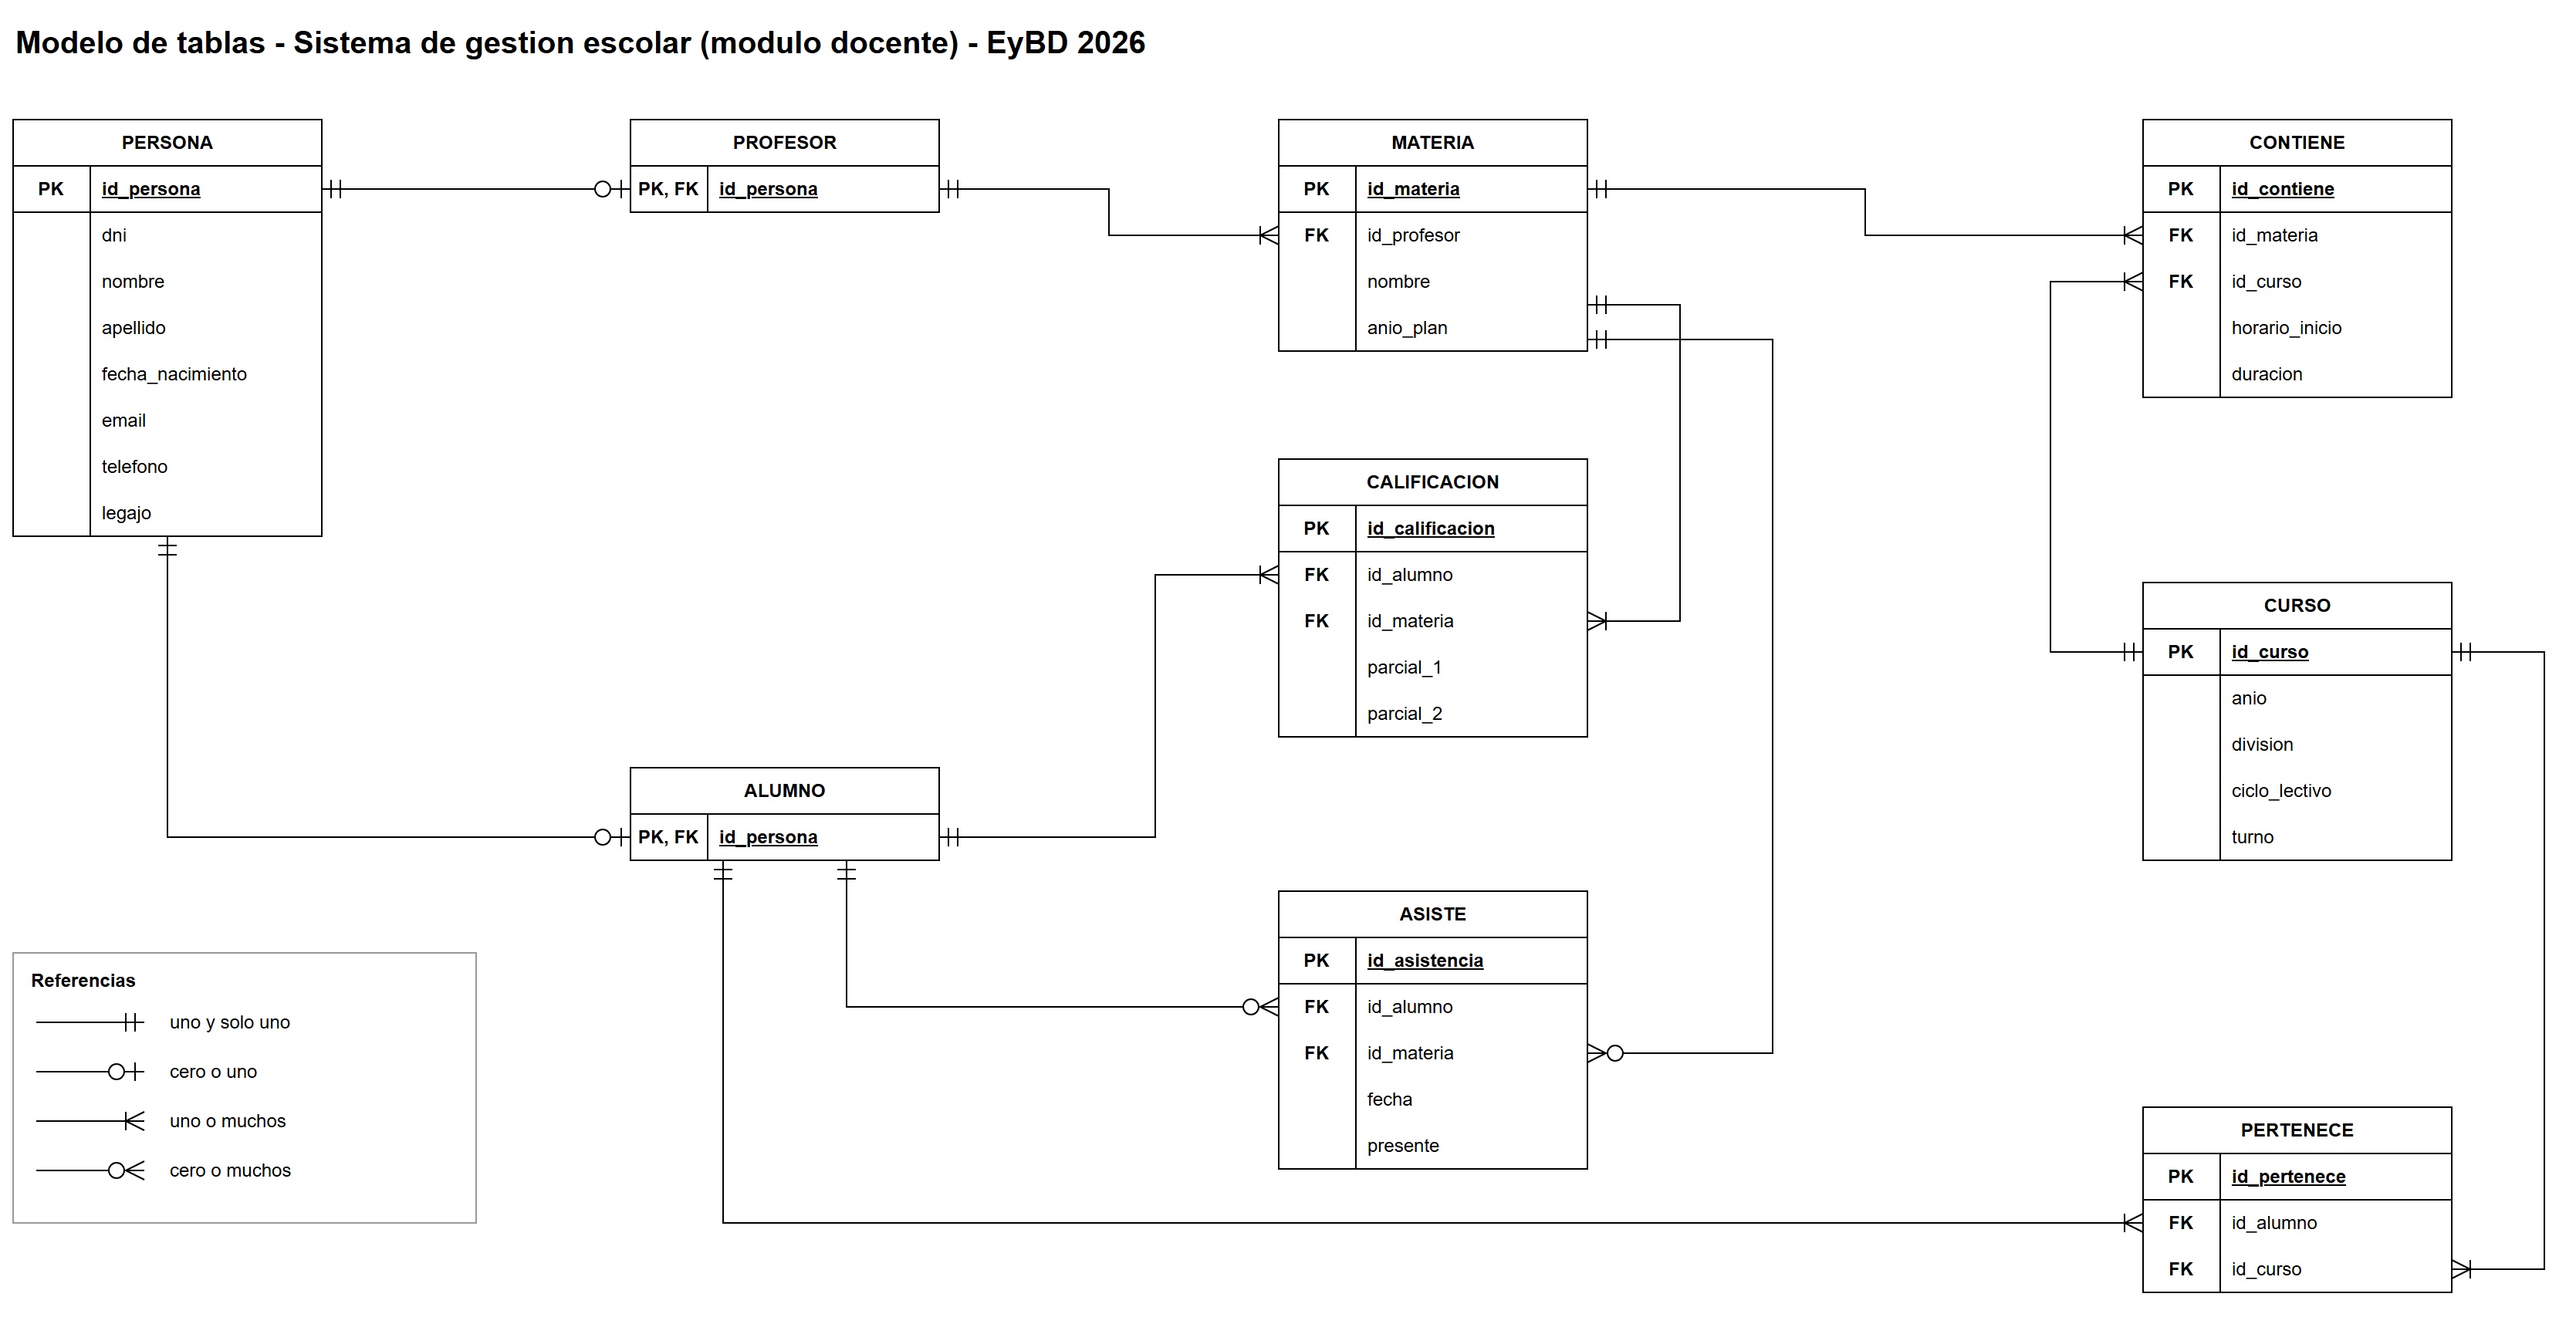 Modelo de tablas - Sistema de gestion escolar (modulo docente) - EyBD 2026
PERSONA
PK id_persona
dni
nombre
apellido
fecha_nacimiento
email
telefono
legajo
PROFESOR
PK, FK id_persona
MATERIA
PK id_materia
FK id_profesor
nombre
anio_plan
CONTIENE
PK id_contiene
FK id_materia
FK id_curso
horario_inicio
duracion
CALIFICACION
PK id_calificacion
FK id_alumno
FK id_materia
parcial_1
parcial_2
CURSO
PK id_curso
anio
division
ciclo_lectivo
turno
ALUMNO
PK, FK id_persona
ASISTE
PK id_asistencia
FK id_alumno
FK id_materia
fecha
presente
PERTENECE
PK id_pertenece
FK id_alumno
FK id_curso
Referencias
uno y solo uno
cero o uno
uno o muchos
cero o muchos